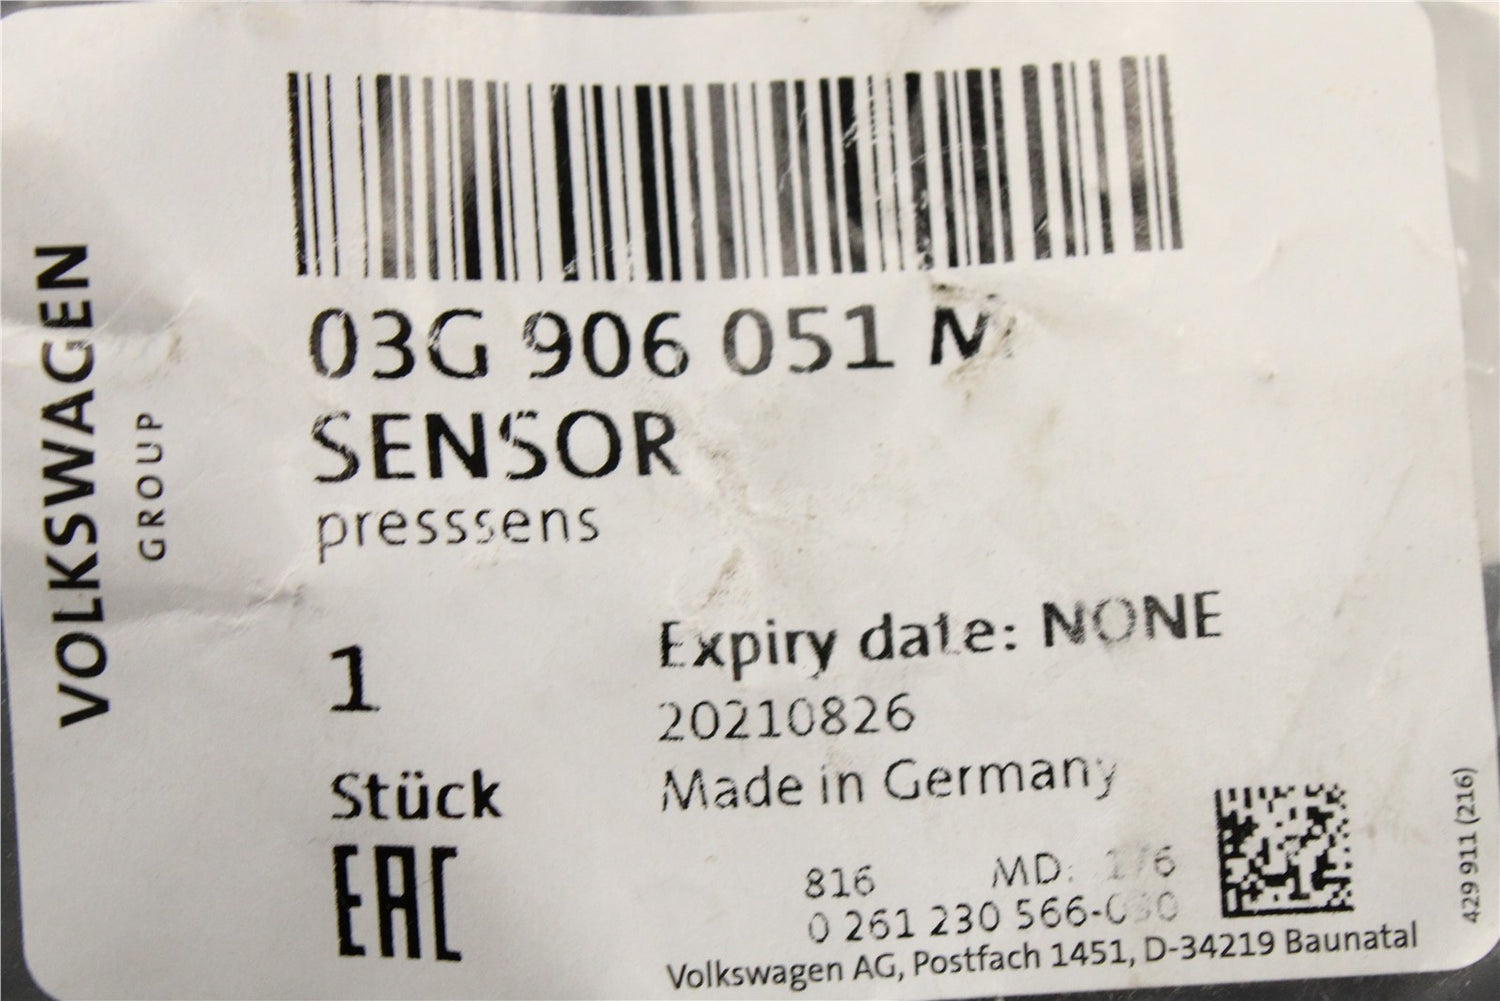 VOLKSWAGEN
GROUP
03G 906 051
SENSOR
presssens
1
Stück
EAC
Expiry date: NONE
20210826
Made in Germany
816 MD:
0 261 230
Volkswagen AG, Postfach 1451, D-34219 Baunatal
429 911 (216)